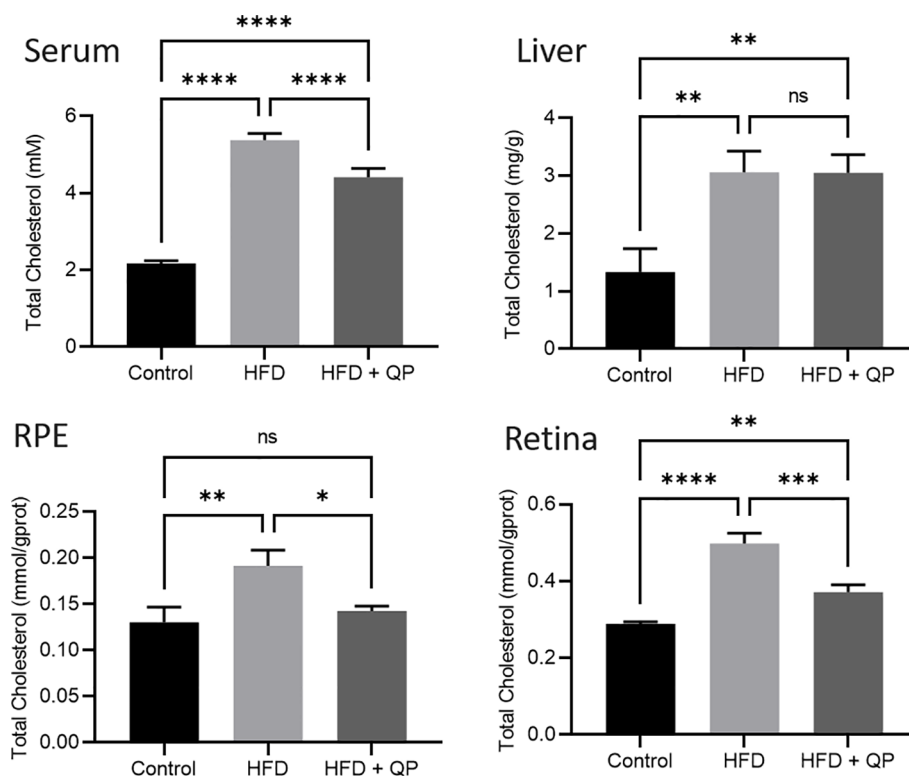 Serum
****
****
****
Total Cholesterol (mM)
6
4
2
0
Control
HFD
HFD + QP
Liver
**
**
ns
Total Cholesterol (mg/g)
4
3
2
1
0
Control
HFD
HFD + QP
RPE
ns
**
*
Total Cholesterol (mmol/gprot)
0.25
0.20
0.15
0.10
0.05
0.00
Control
HFD
HFD + QP
Retina
**
****
***
Total Cholesterol (mmol/gprot)
0.6
0.4
0.2
0.0
Control
HFD
HFD + QP